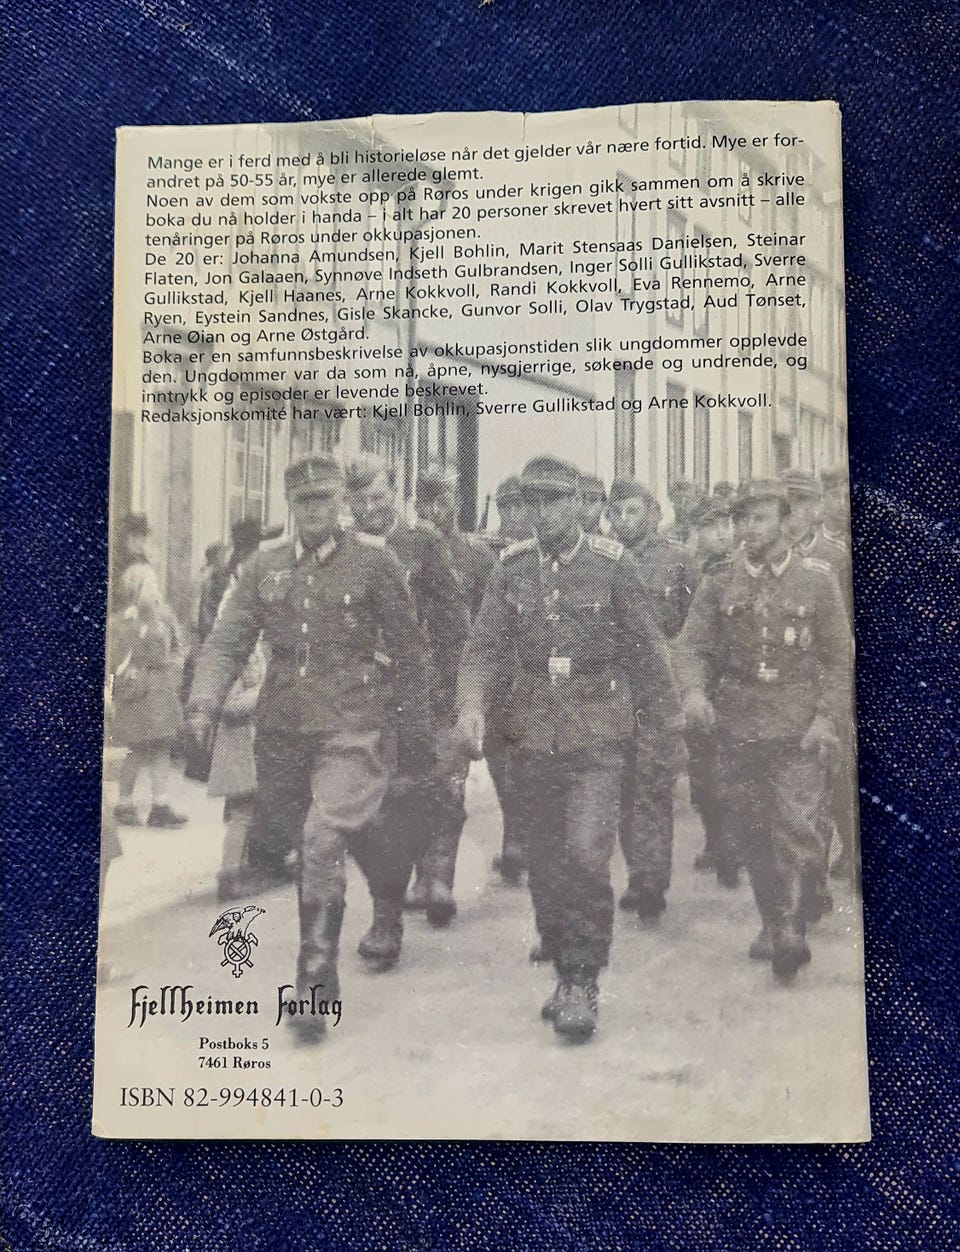 Mange er i ferd med å bli historieløse når det gjelder vår nære fortid. Mye er for-
andret på 50-55 år, mye er allerede glemt.
Noen av dem som vokste opp på Røros under krigen gikk sammen om å skrive
boka du nå holder i handa – i alt har 20 personer skrevet hvert sitt avsnitt – alle
tenåringer på Røros under okkupasjonen.
De 20 er: Johanna Amundsen, Kjell Bohlin, Marit Stensaas Danielsen, Steinar
Flaten, Jon Galaaen, Synnøve Indseth Gulbrandsen, Inger Solli Gullikstad, Sverre
Gullikstad, Kjell Haanes, Arne Kokkvoll, Randi Kokkvoll, Eva Rennemo, Arne
Ryen, Eystein Sandnes, Gisle Skancke, Gunvor Solli, Olav Trygstad, Aud Tønset,
Arne Øian og Arne Østgård.
Boka er en samfunnsbeskrivelse av okkupasjonstiden slik ungdommer opplevde
den. Ungdommer var da som nå, åpne, nysgjerrige, søkende og undrende, og
inntrykk og episoder er levende beskrevet.
Redaksjonskomité har vært: Kjell Bohlin, Sverre Gullikstad og Arne Kokkvoll.
Fjellheimen Forlag
Postboks 5
7461 Røros
ISBN 82-994841-0-3